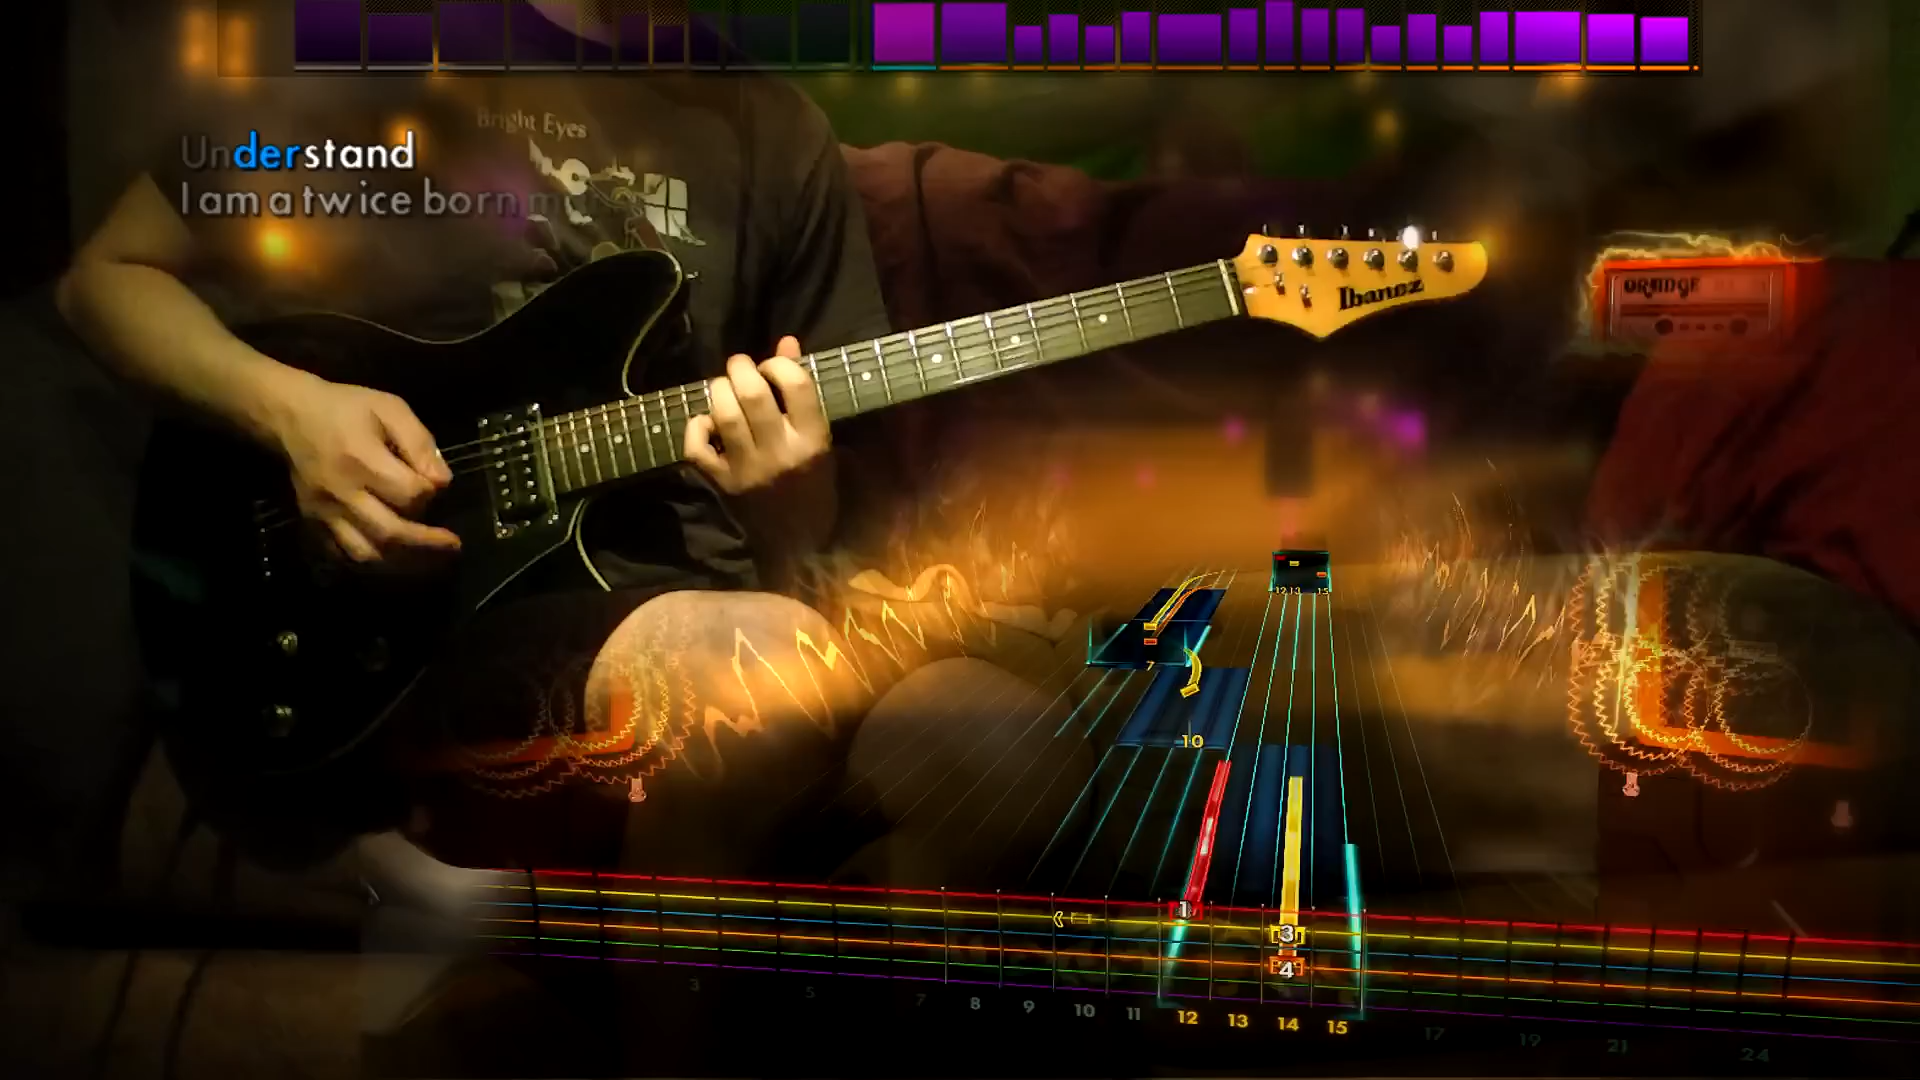 Bright Eyes
Understand
I am a twice born m
Ibanez
ORANGE
12 13 15
7
10
1
3
4
3 5 7 8 9 10 11 12 13 14 15 17 19 21 24